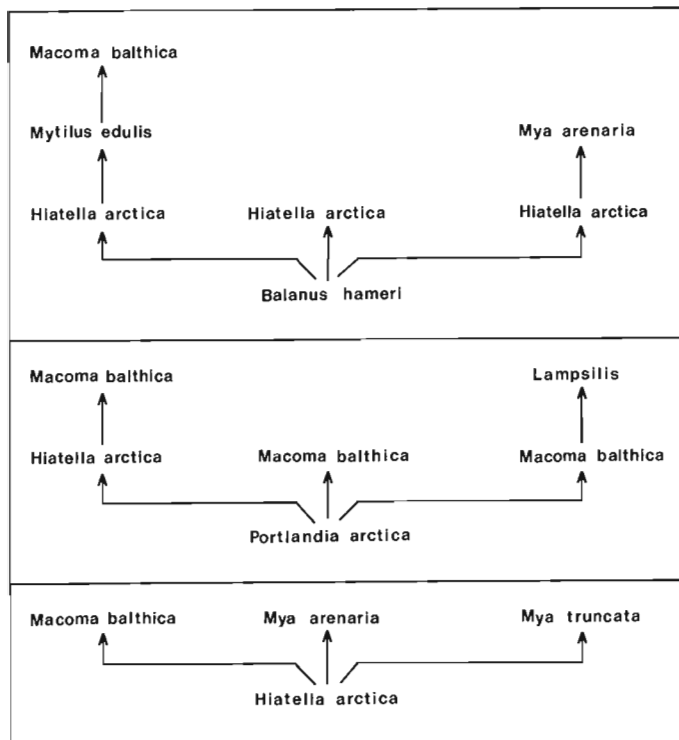 Macoma balthica
Mytilus edulis Mya arenaria
Hiatella arctica Hiatella arctica Hiatella arctica
Balanus hameri
Macoma balthica Lampsilis
Hiatella arctica Macoma balthica Macoma balthica
Portlandia arctica
Macoma balthica Mya arenaria Mya truncata
Hiatella arctica